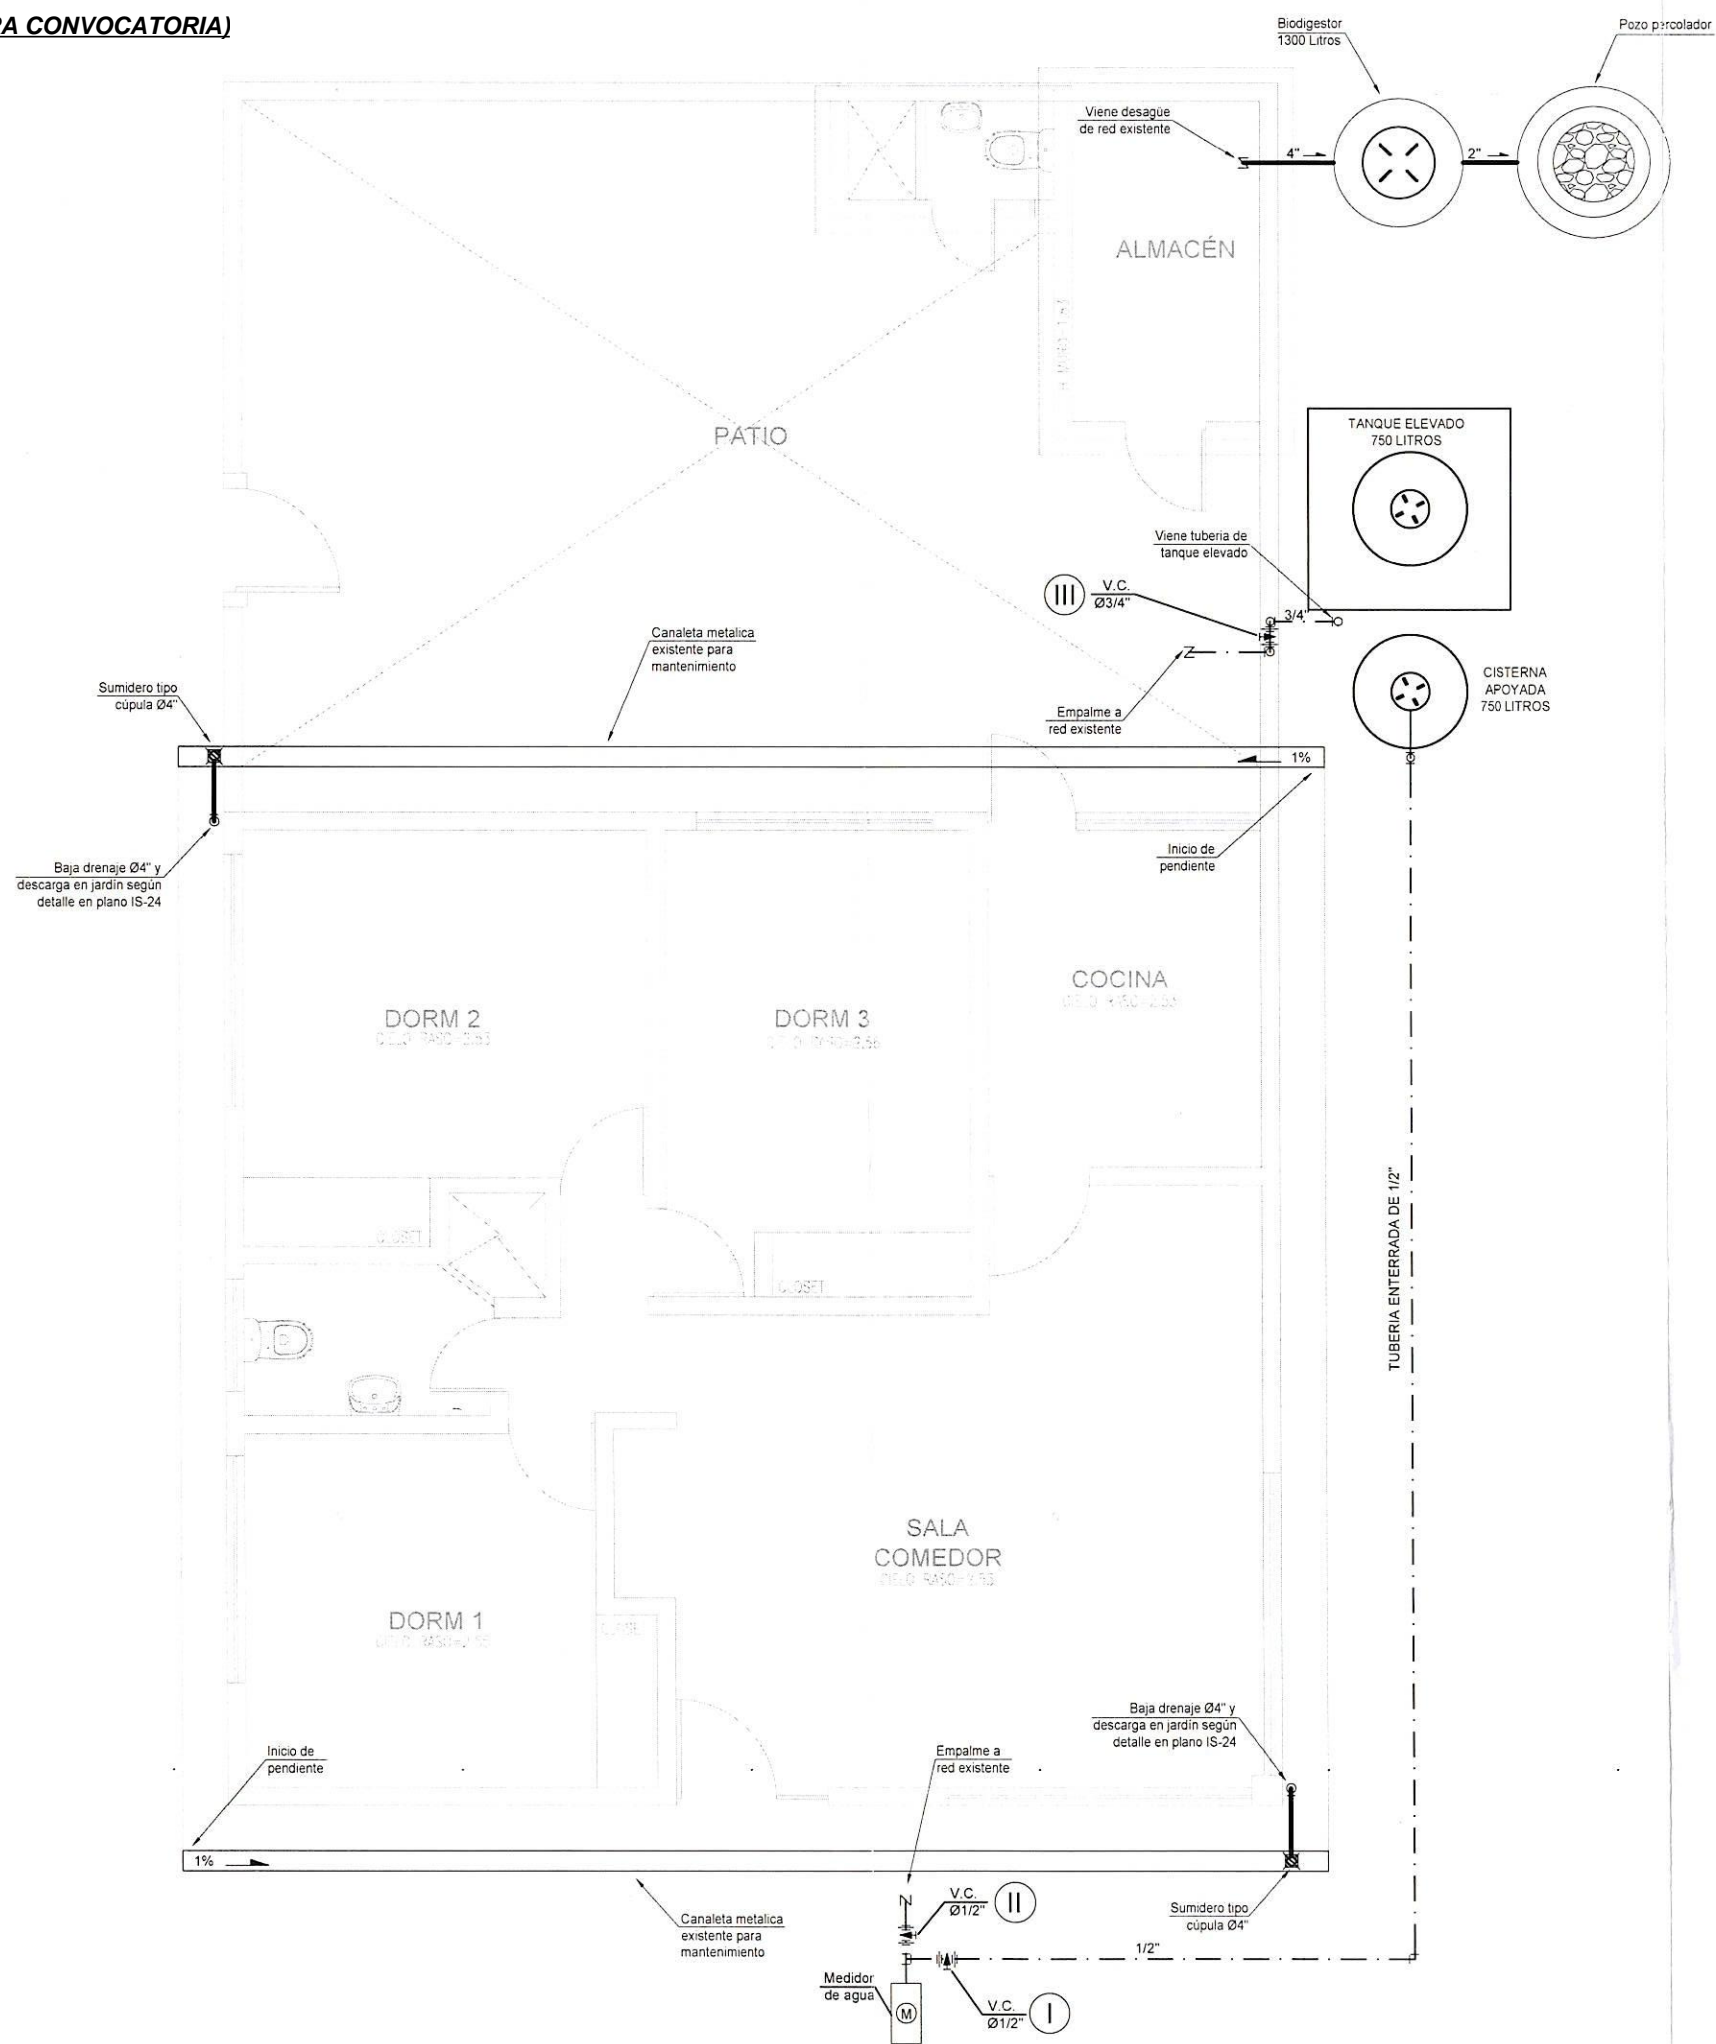 RA CONVOCATORIA)
Biodigestor
1300 Litros
Pozo percolador
Viene desagüe
de red existente
4"
2"
ALMACÉN
PATIO
TANQUE ELEVADO
750 LITROS
Viene tuberia de
tanque elevado
III
V.C.
Ø3/4"
3/4"
Canaleta metalica
existente para
mantenimiento
CISTERNA
APOYADA
750 LITROS
Sumidero tipo
cúpula Ø4"
Empalme a
red existente
1%
Baja drenaje Ø4" y
descarga en jardín según
detalle en plano IS-24
Inicio de
pendiente
DORM 2
DORM 3
COCINA
TUBERIA ENTERRADA DE 1/2"
CLOSET
CLOSET
SALA
COMEDOR
DORM 1
Baja drenaje Ø4" y
descarga en jardín según
detalle en plano IS-24
Inicio de
pendiente
Empalme a
red existente
1%
Canaleta metalica
existente para
mantenimiento
V.C.
Ø1/2"
II
Sumidero tipo
cúpula Ø4"
1/2"
Medidor
de agua
M
V.C.
Ø1/2"
I